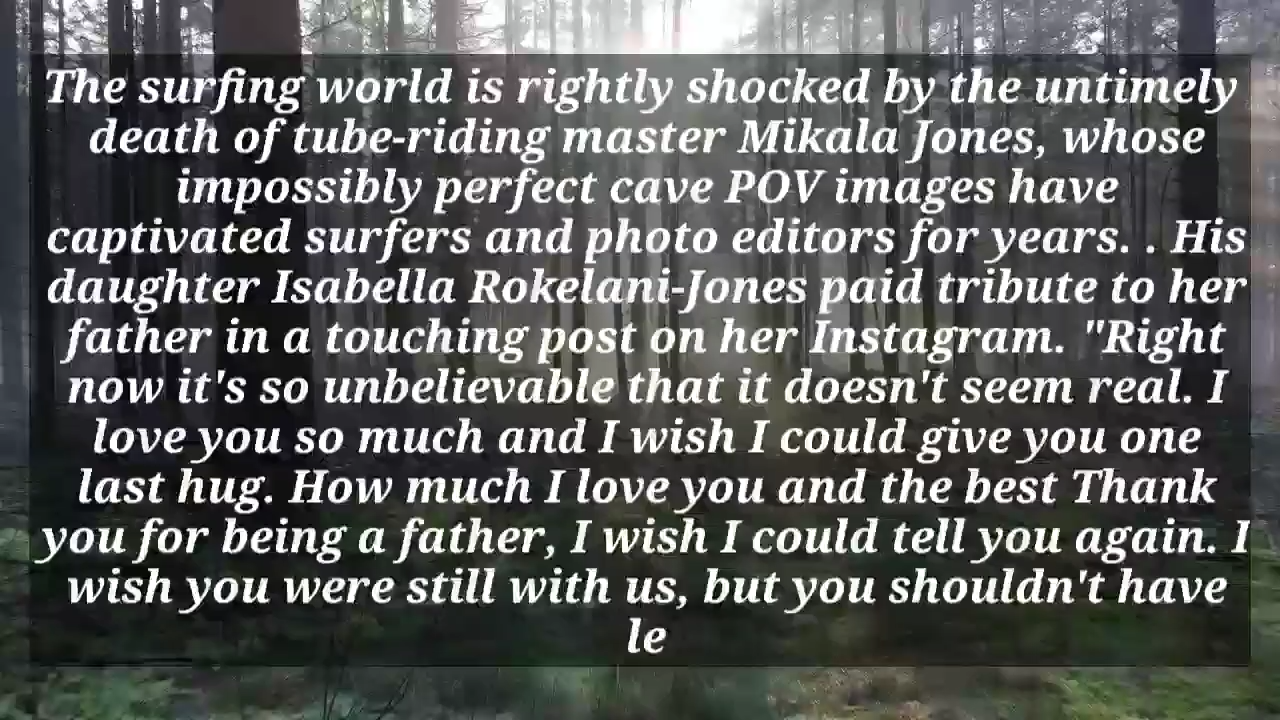 The surfing world is rightly shocked by the untimely
death of tube-riding master Mikala Jones, whose
impossibly perfect cave POV images have
captivated surfers and photo editors for years. . His
daughter Isabella Rokelani-Jones paid tribute to her
father in a touching post on her Instagram. "Right
now it's so unbelievable that it doesn't seem real. I
love you so much and I wish I could give you one
last hug. How much I love you and the best Thank
you for being a father, I wish I could tell you again. I
wish you were still with us, but you shouldn't have
le